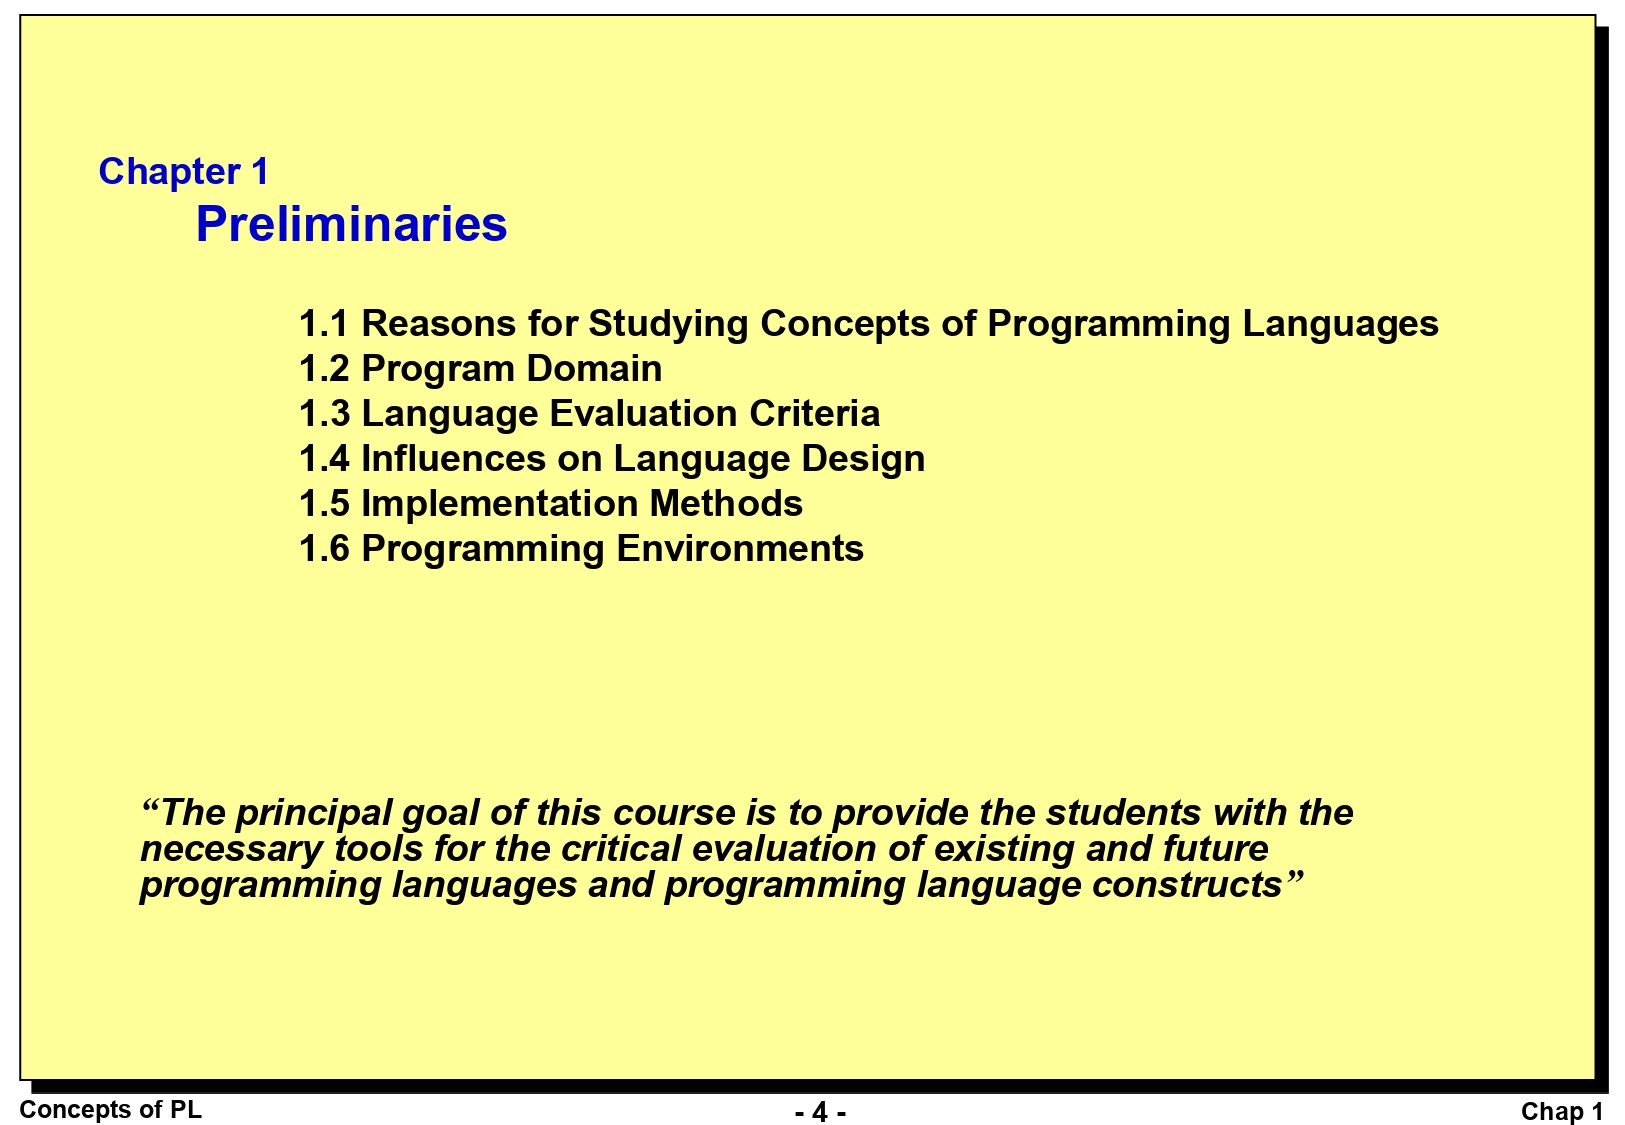 Chapter 1
Preliminaries
1.1 Reasons for Studying Concepts of Programming Languages
1.2 Program Domain
1.3 Language Evaluation Criteria
1.4 Influences on Language Design
1.5 Implementation Methods
1.6 Programming Environments
“The principal goal of this course is to provide the students with the
necessary tools for the critical evaluation of existing and future
programming languages and programming language constructs”
Concepts of PL
- 4 -
Chap 1